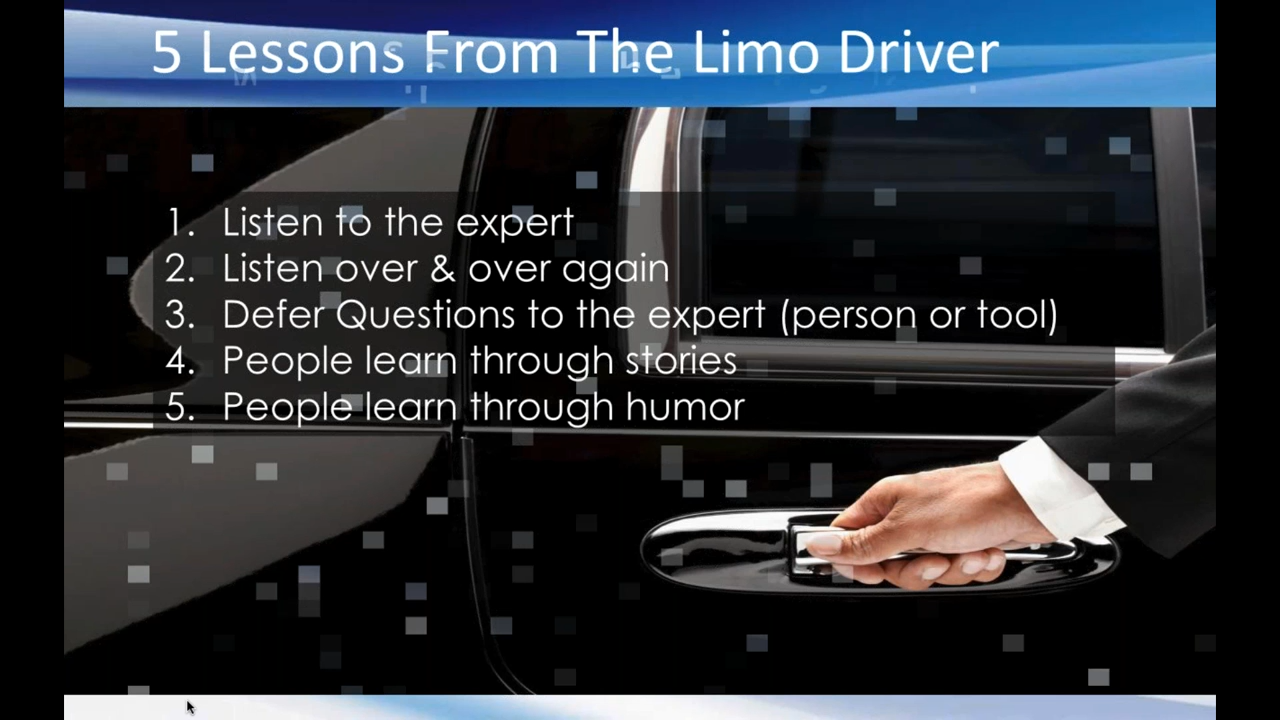 5 Lessons From The Limo Driver
1. Listen to the expert
2. Listen over & over again
3. Defer Questions to the expert (person or tool)
4. People learn through stories
5. People learn through humor